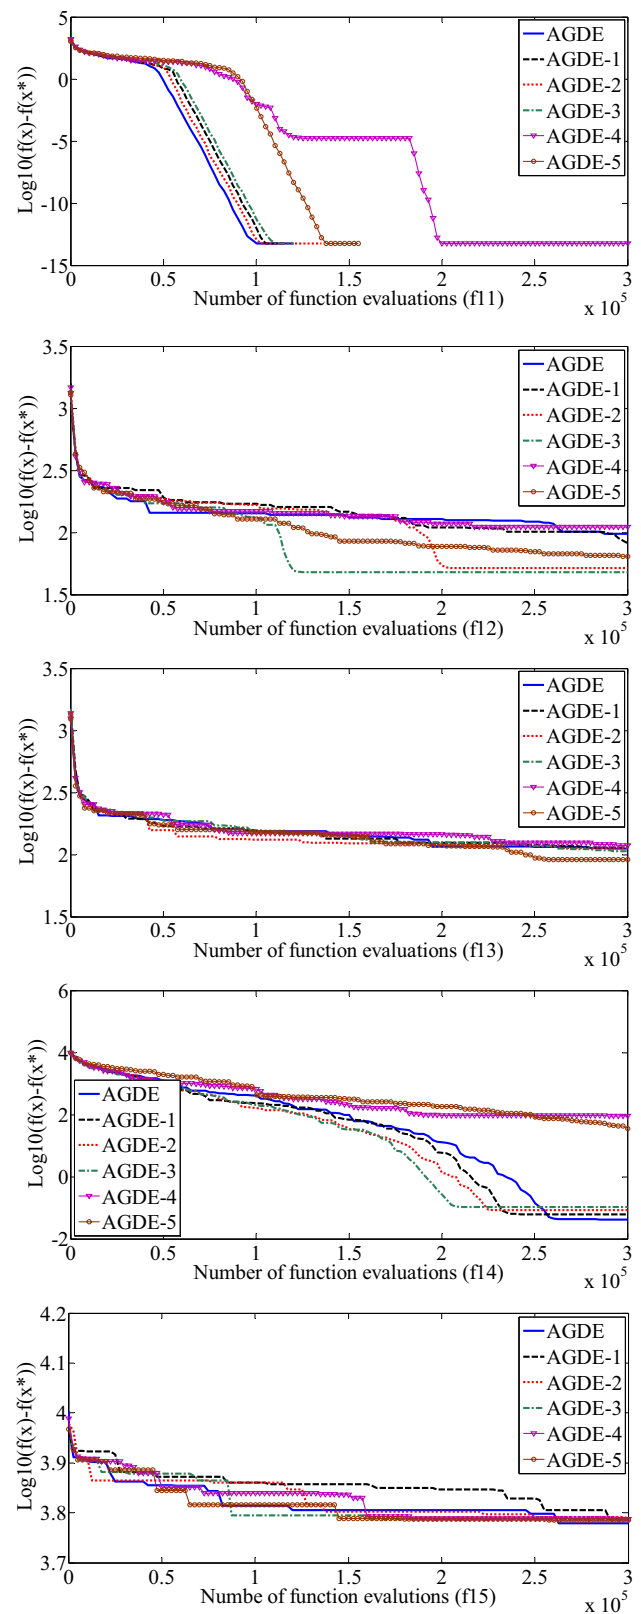 5
0
-5
-10
-15
Log10(f(x)-f(x*))
AGDE
AGDE-1
AGDE-2
AGDE-3
AGDE-4
AGDE-5
0 0.5 1 1.5 2 2.5 3
Number of function evaluations (f11)
x 10^5
3.5
3
2.5
2
1.5
Log10(f(x)-f(x*))
AGDE
AGDE-1
AGDE-2
AGDE-3
AGDE-4
AGDE-5
0 0.5 1 1.5 2 2.5 3
Number of function evaluations (f12)
x 10^5
3.5
3
2.5
2
1.5
Log10(f(x)-f(x*))
AGDE
AGDE-1
AGDE-2
AGDE-3
AGDE-4
AGDE-5
0 0.5 1 1.5 2 2.5 3
Number of function evaluations (f13)
x 10^5
6
4
2
0
-2
Log10(f(x)-f(x*))
AGDE
AGDE-1
AGDE-2
AGDE-3
AGDE-4
AGDE-5
0 0.5 1 1.5 2 2.5 3
Number of function evaluations (f14)
x 10^5
4.2
4.1
4
3.9
3.8
3.7
Log10(f(x)-f(x*))
AGDE
AGDE-1
AGDE-2
AGDE-3
AGDE-4
AGDE-5
0 0.5 1 1.5 2 2.5 3
Numbe of function evalutions (f15)
x 10^5